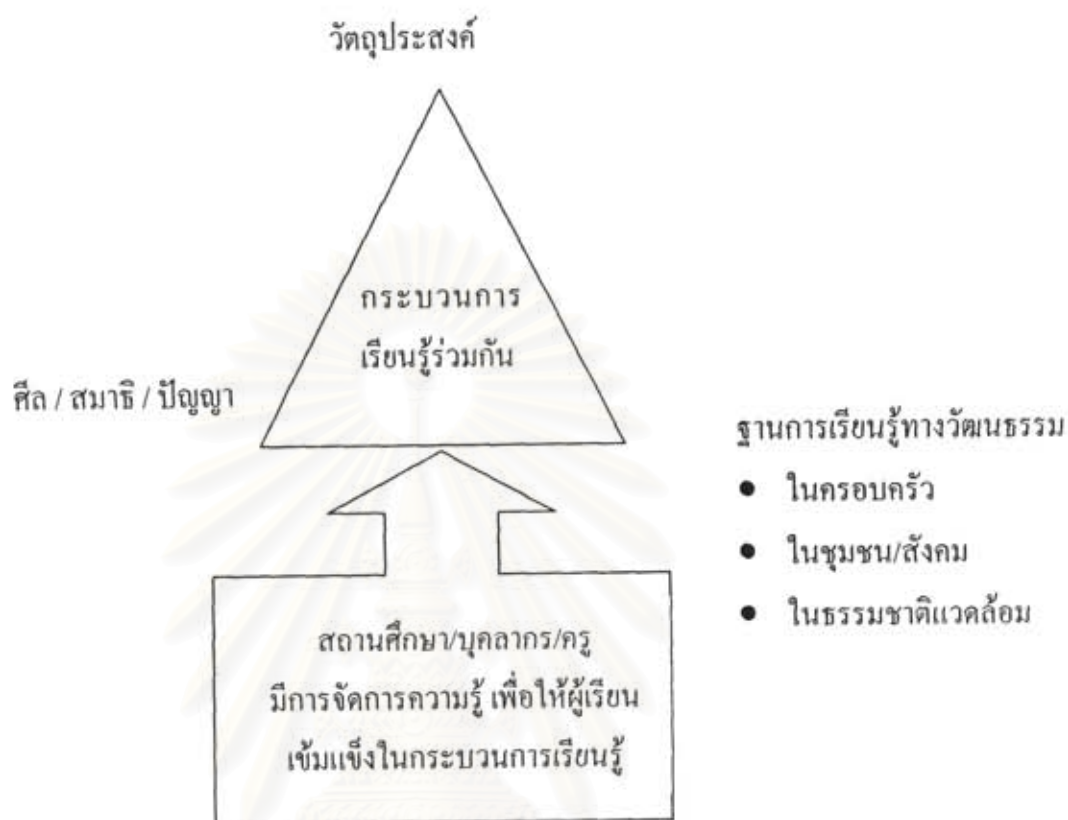 วัตถุประสงค์
กระบวนการ
เรียนรู้ร่วมกัน
ศีล / สมาธิ / ปัญญา
ฐานการเรียนรู้ทางวัฒนธรรม
● ในครอบครัว
● ในชุมชน/สังคม
● ในธรรมชาติแวดล้อม
สถานศึกษา/บุคลากร/ครู
มีการจัดการความรู้ เพื่อให้ผู้เรียน
เข้มแข็งในกระบวนการเรียนรู้